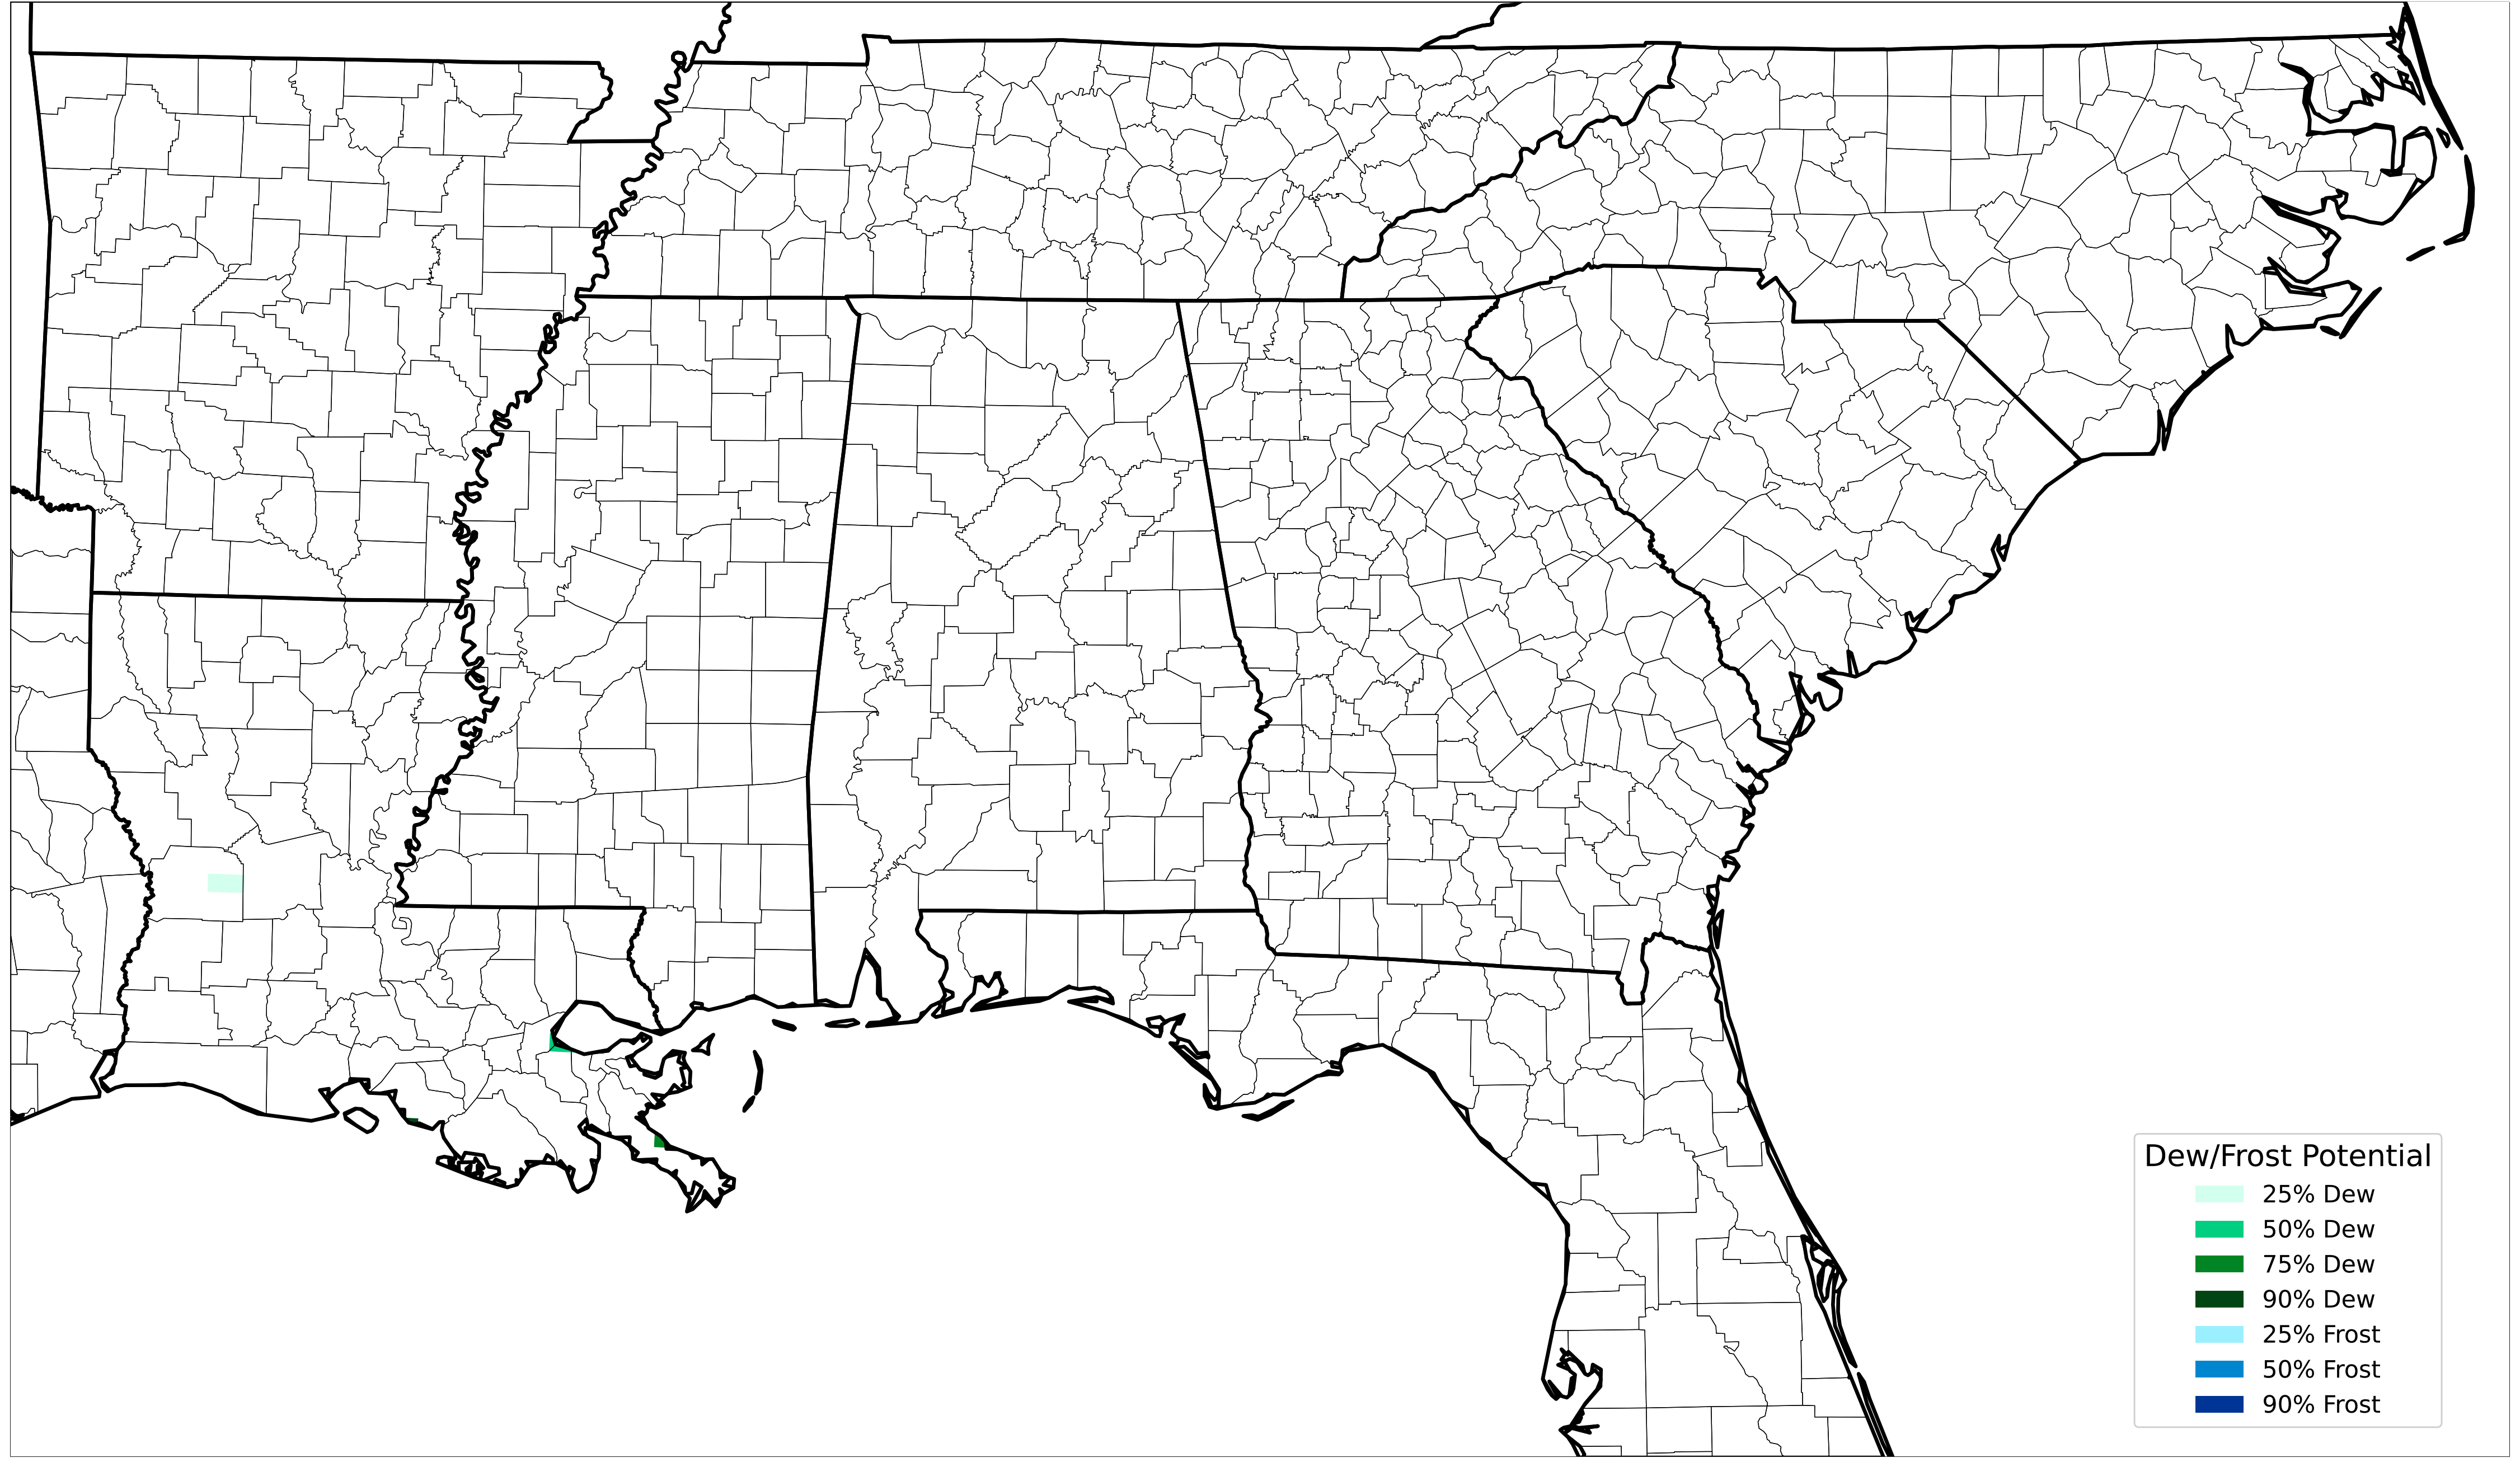 Dew/Frost Potential
25% Dew
50% Dew
75% Dew
90% Dew
25% Frost
50% Frost
90% Frost